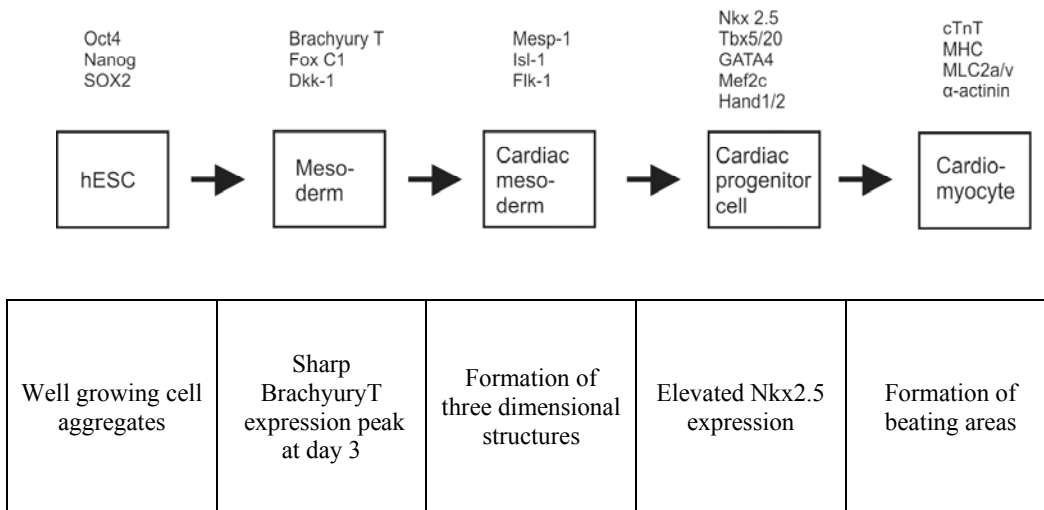 Oct4
Nanog
SOX2
Brachyury T
Fox C1
Dkk-1
Mesp-1
Isl-1
Flk-1
Nkx 2.5
Tbx5/20
GATA4
Mef2c
Hand1/2
cTnT
MHC
MLC2a/v
α-actinin
hESC
Meso-
derm
Cardiac
meso-
derm
Cardiac
progenitor
cell
Cardio-
myocyte
Well growing cell
aggregates
Sharp
BrachyuryT
expression peak
at day 3
Formation of
three dimensional
structures
Elevated Nkx2.5
expression
Formation of
beating areas